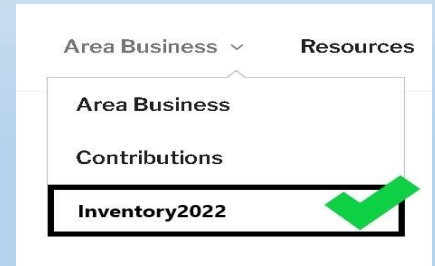 Area Business Resources
Area Business
Contributions
Inventory2022